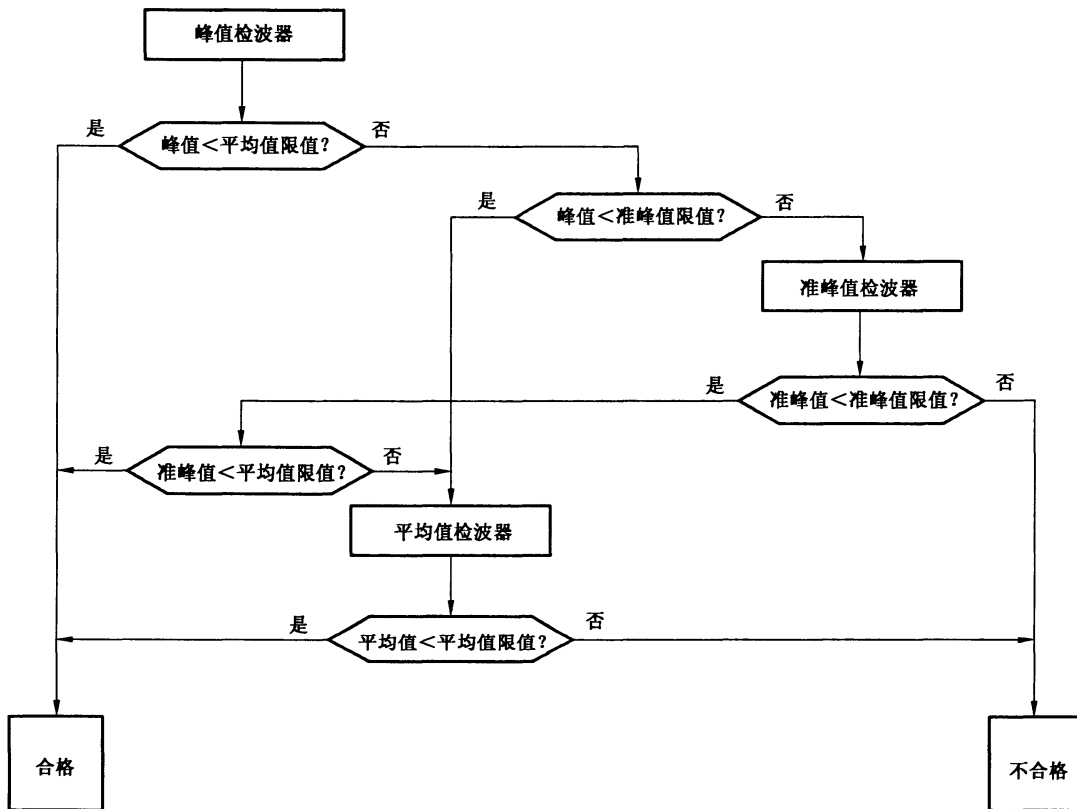 峰值检波器
是
峰值<平均值限值?
否
是
峰值<准峰值限值?
否
准峰值检波器
是
准峰值<准峰值限值?
否
是
准峰值<平均值限值?
否
平均值检波器
是
平均值<平均值限值?
否
合格
不合格